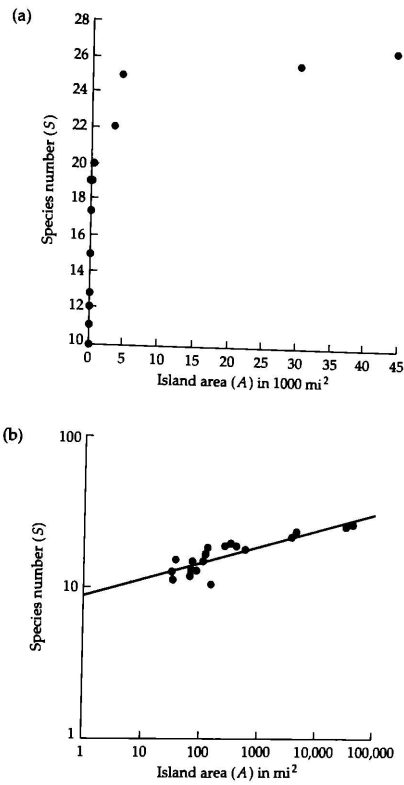 (a)
28
26
24
22
20
18
16
14
12
10
Species number (S)
0 5 10 15 20 25 30 35 40 45
Island area (A) in 1000 mi²
(b)
100
10
1
Species number (S)
1 10 100 1000 10,000 100,000
Island area (A) in mi²